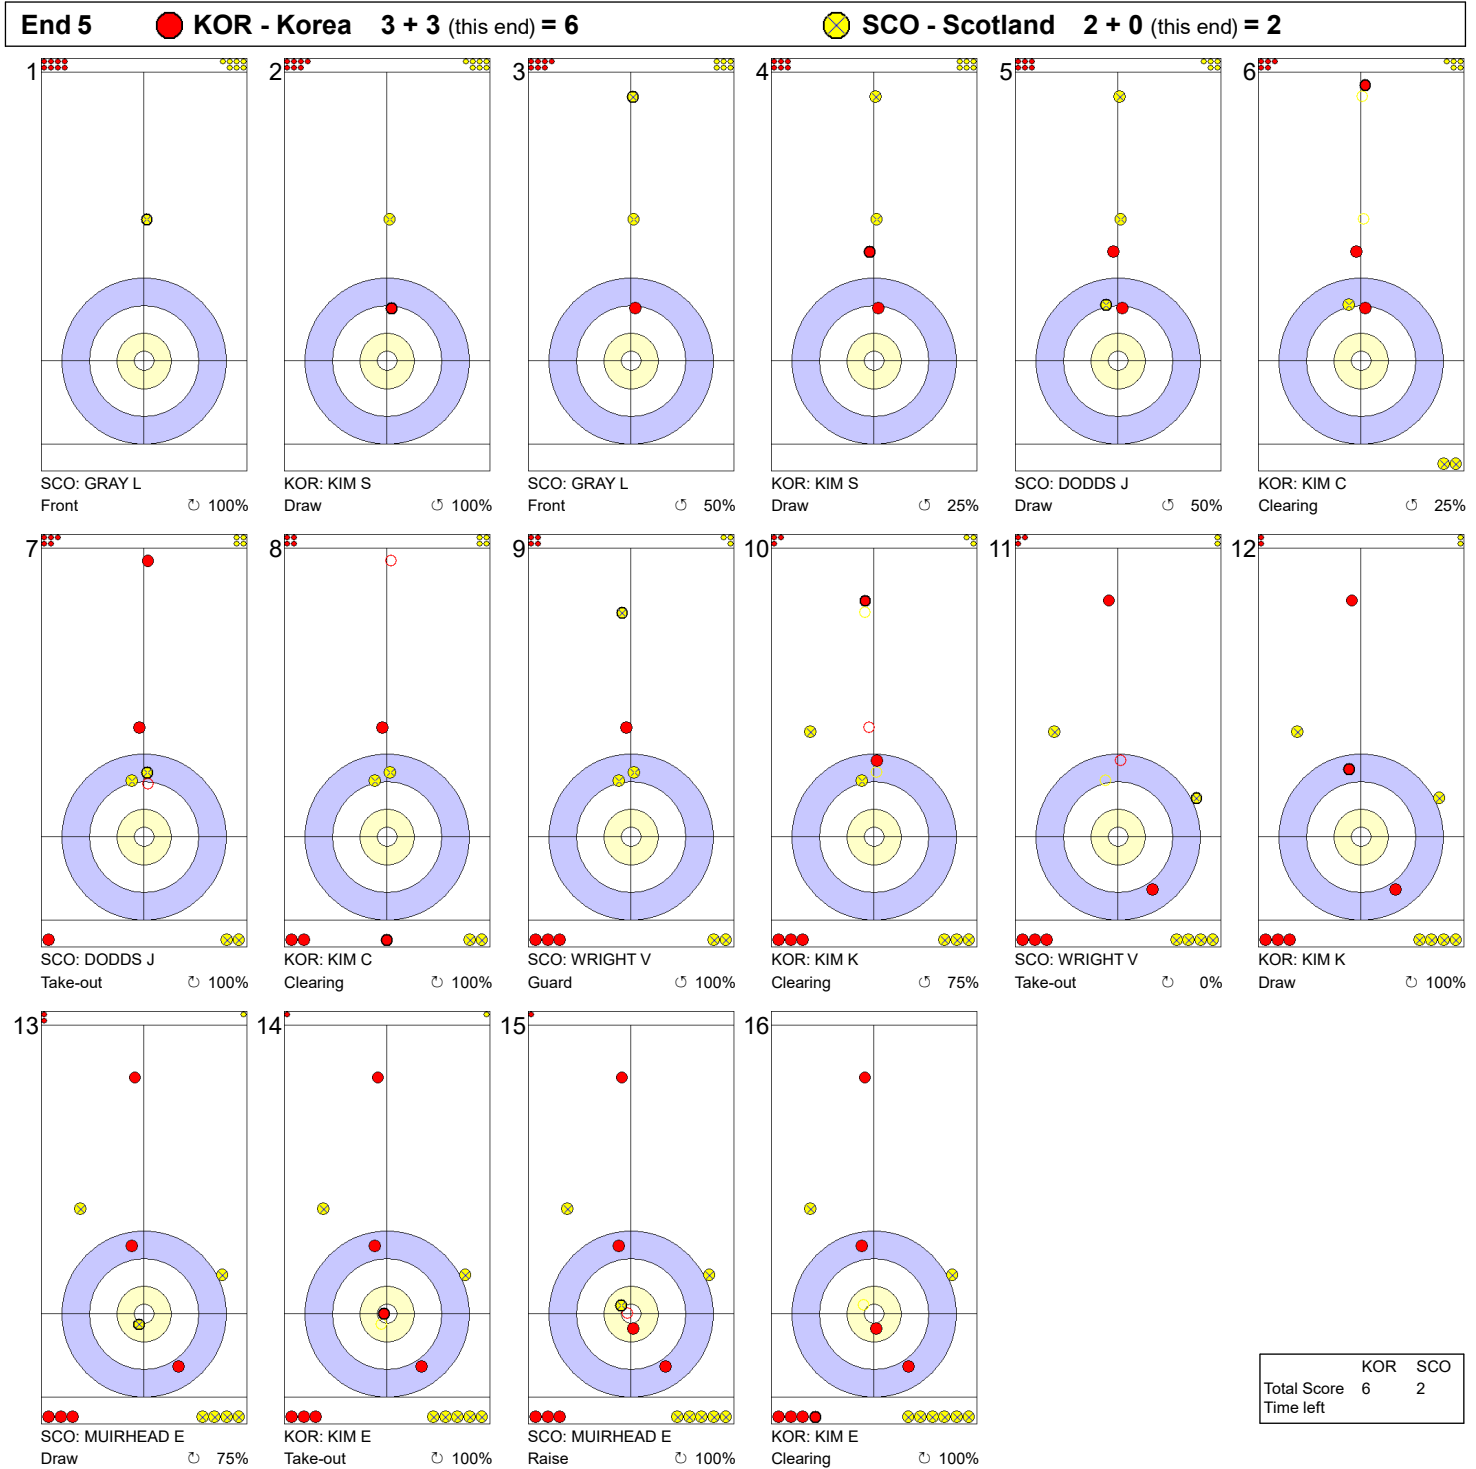 End 5 KOR - Korea 3 + 3 (this end) = 6 SCO - Scotland 2 + 0 (this end) = 2
1 2 3 4 5 6
SCO: GRAY L KOR: KIM S SCO: GRAY L KOR: KIM S SCO: DODDS J KOR: KIM C
Front ↻ 100% Draw ↻ 100% Front ↺ 50% Draw ↺ 25% Draw ↺ 50% Clearing ↺ 25%
7 8 9 10 11 12
SCO: DODDS J KOR: KIM C SCO: WRIGHT V KOR: KIM K SCO: WRIGHT V KOR: KIM K
Take-out ↻ 100% Clearing ↻ 100% Guard ↺ 100% Clearing ↺ 75% Take-out ↻ 0% Draw ↻ 100%
13 14 15 16
SCO: MUIRHEAD E KOR: KIM E SCO: MUIRHEAD E KOR: KIM E
Draw ↻ 75% Take-out ↻ 100% Raise ↻ 100% Clearing ↻ 100%
KOR SCO
Total Score 6 2
Time left